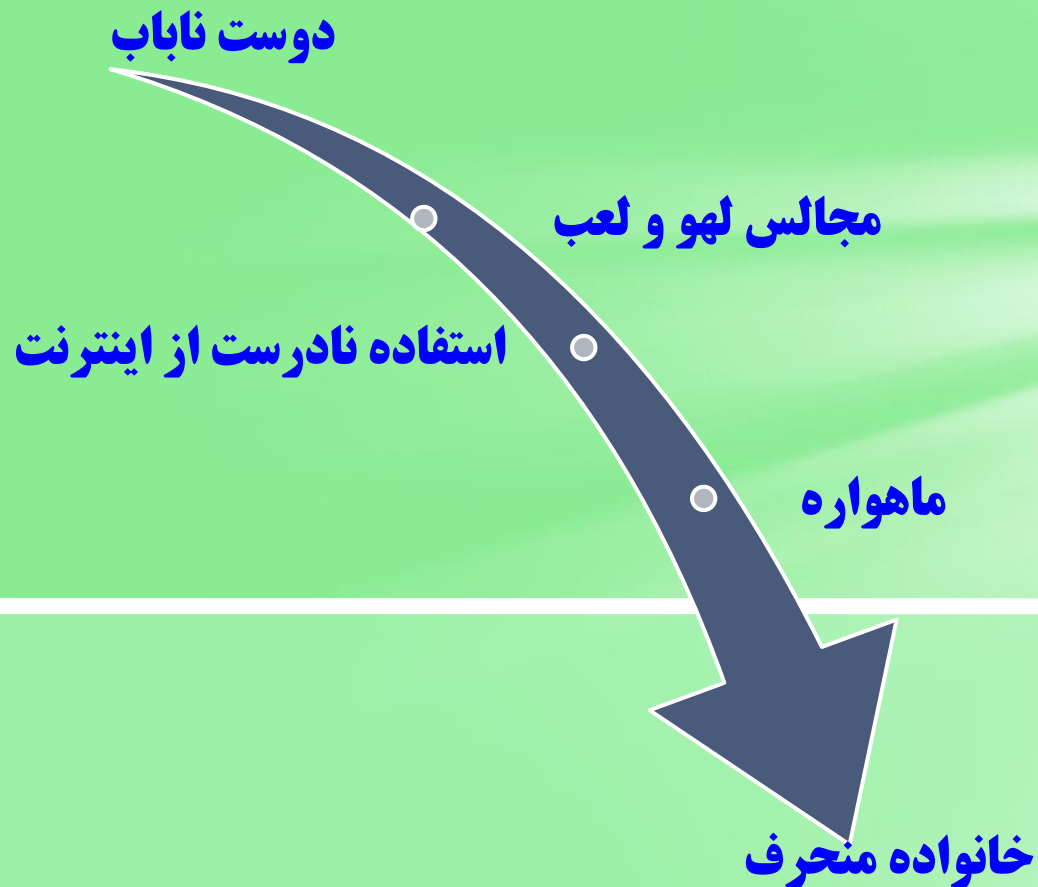 دوست ناباب
مجالس لهو و لعب
استفاده نادرست از اینترنت
ماهواره
خانواده منحرف